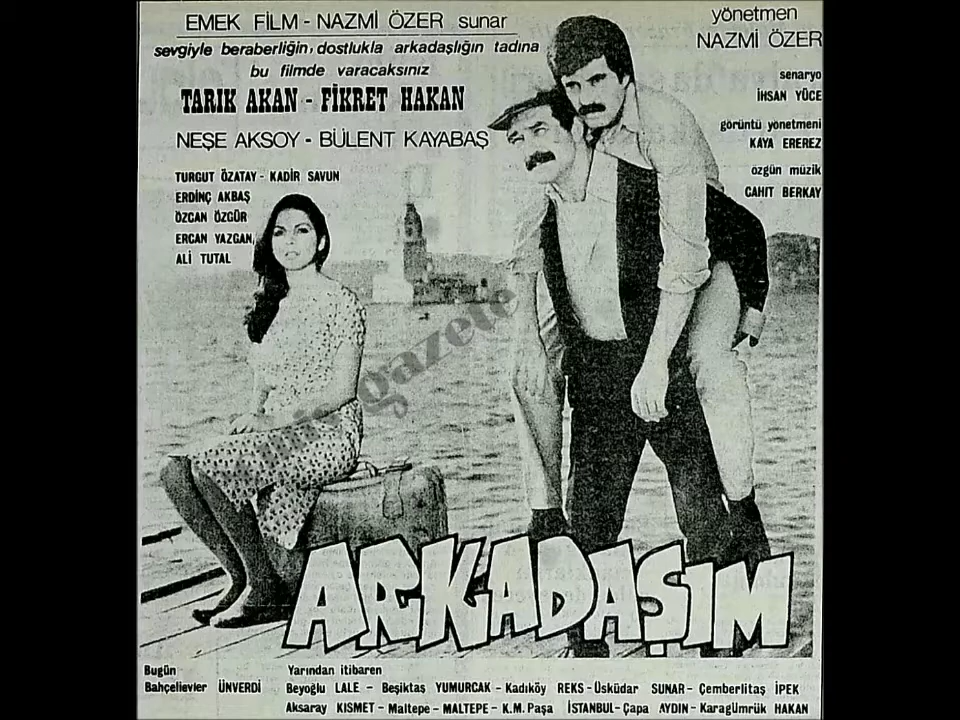 EMEK FİLM - NAZMİ ÖZER sunar
sevgiyle beraberliğin, dostlukla arkadaşlığın tadına
bu filmde varacaksınız
TARIK AKAN - FİKRET HAKAN
NEŞE AKSOY - BÜLENT KAYABAŞ
TURGUT ÖZATAY - KADİR SAVUN
ERDİNÇ AKBAŞ
ÖZCAN ÖZGÜR
ERCAN YAZGAN
ALİ TUTAL
yönetmen
NAZMİ ÖZER
senaryo
İHSAN YÜCE
görüntü yönetmeni
KAYA EREREZ
özgün müzik
CAHIT BERKAY
gazete
ARKADAŞIM
Bugün
Bahçelievler ÜNVERDİ
Yarından itibaren
Beyoğlu LALE - Beşiktaş YUMURCAK - Kadıköy REKS - Üsküdar SUNAR - Çemberlitaş İPEK
Aksaray KISMET - Maltepe - MALTEPE - K.M. Paşa İSTANBUL - Çapa AYDIN - Karagümrük HAKAN